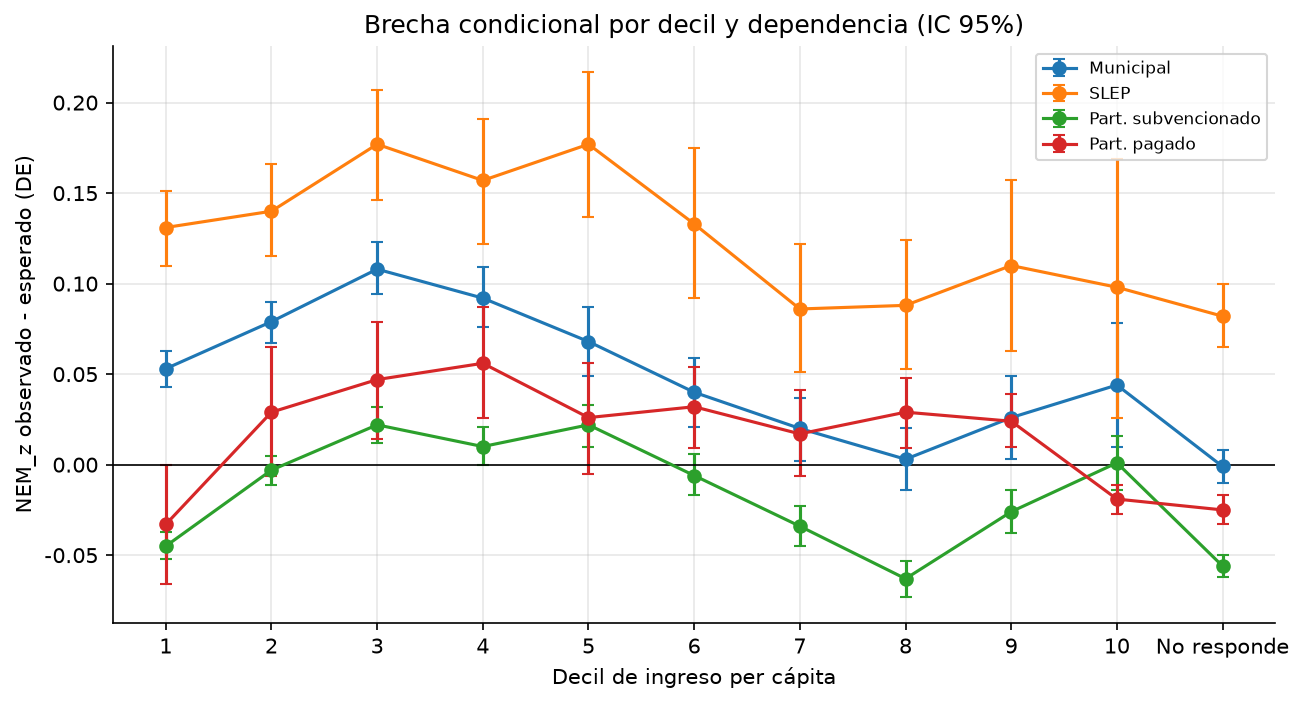 Brecha condicional por decil y dependencia (IC 95%)
Municipal
SLEP
Part. subvencionado
Part. pagado
NEM_z observado - esperado (DE)
0.20
0.15
0.10
0.05
0.00
-0.05
1 2 3 4 5 6 7 8 9 10 No responde
Decil de ingreso per cápita